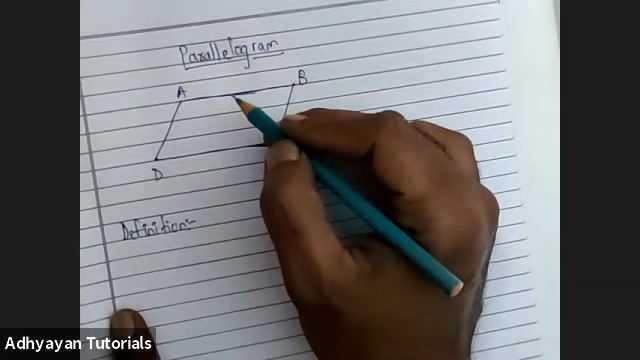 Parallelogram
A B
D
Definition:-
Adhyayan Tutorials